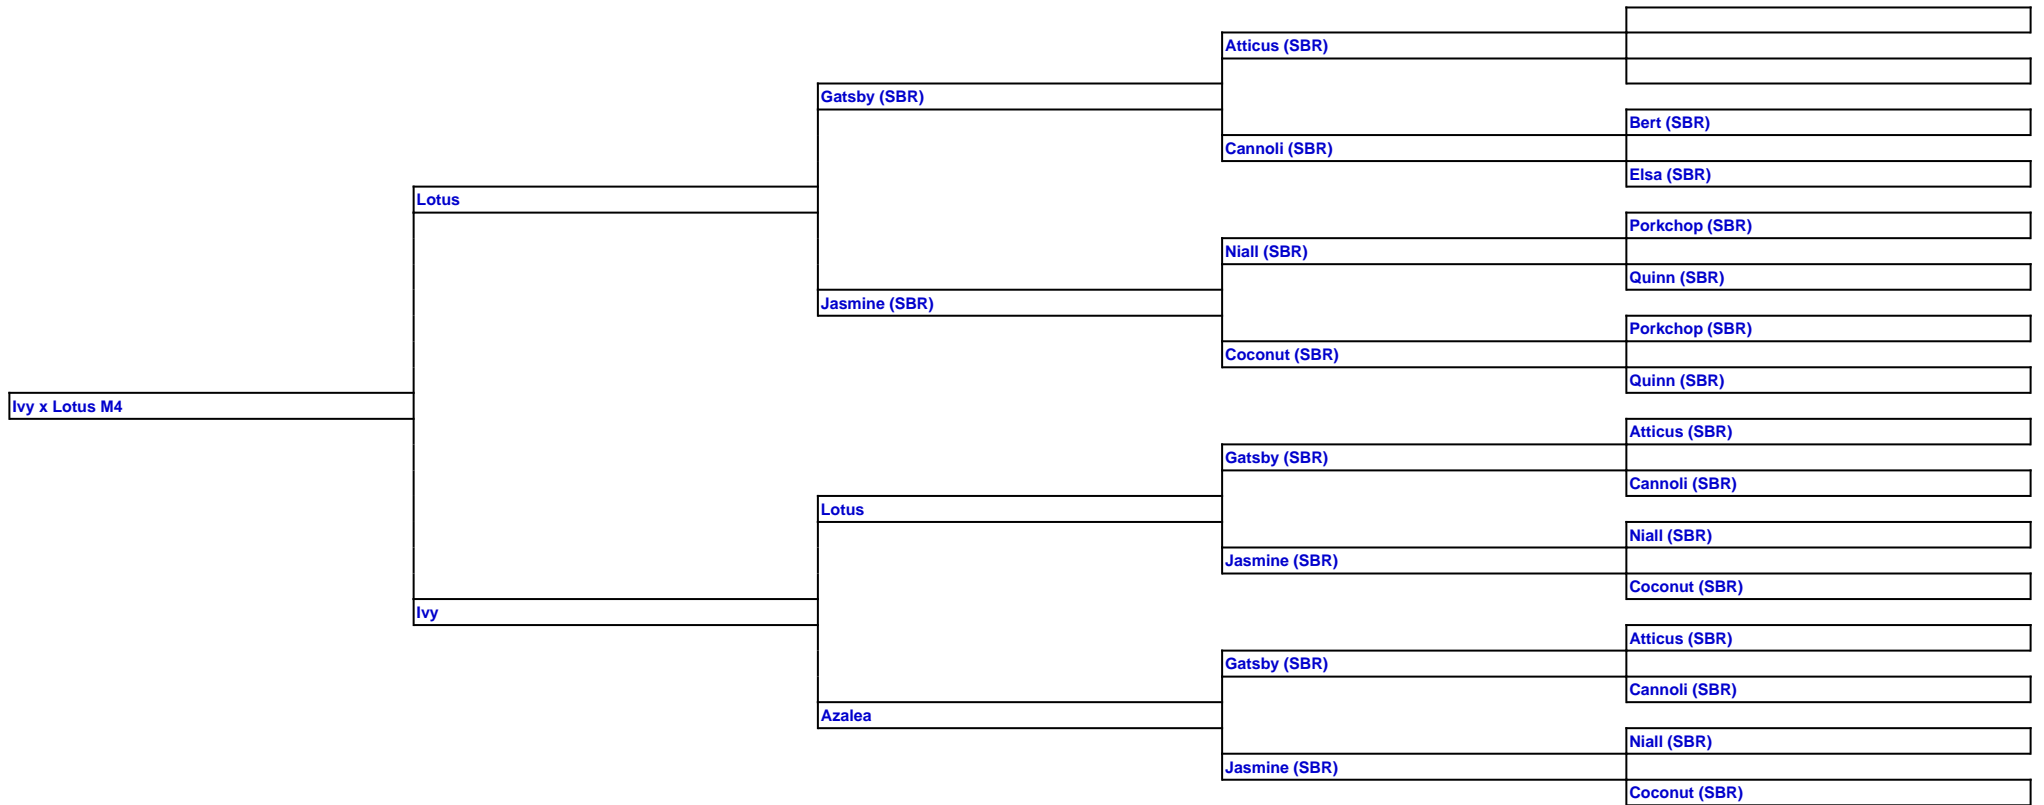 Atticus (SBR)
Gatsby (SBR)
Bert (SBR)
Cannoli (SBR)
Elsa (SBR)
Lotus
Porkchop (SBR)
Niall (SBR)
Quinn (SBR)
Jasmine (SBR)
Porkchop (SBR)
Coconut (SBR)
Quinn (SBR)
Ivy x Lotus M4
Atticus (SBR)
Gatsby (SBR)
Cannoli (SBR)
Lotus
Niall (SBR)
Jasmine (SBR)
Coconut (SBR)
Ivy
Atticus (SBR)
Gatsby (SBR)
Cannoli (SBR)
Azalea
Niall (SBR)
Jasmine (SBR)
Coconut (SBR)